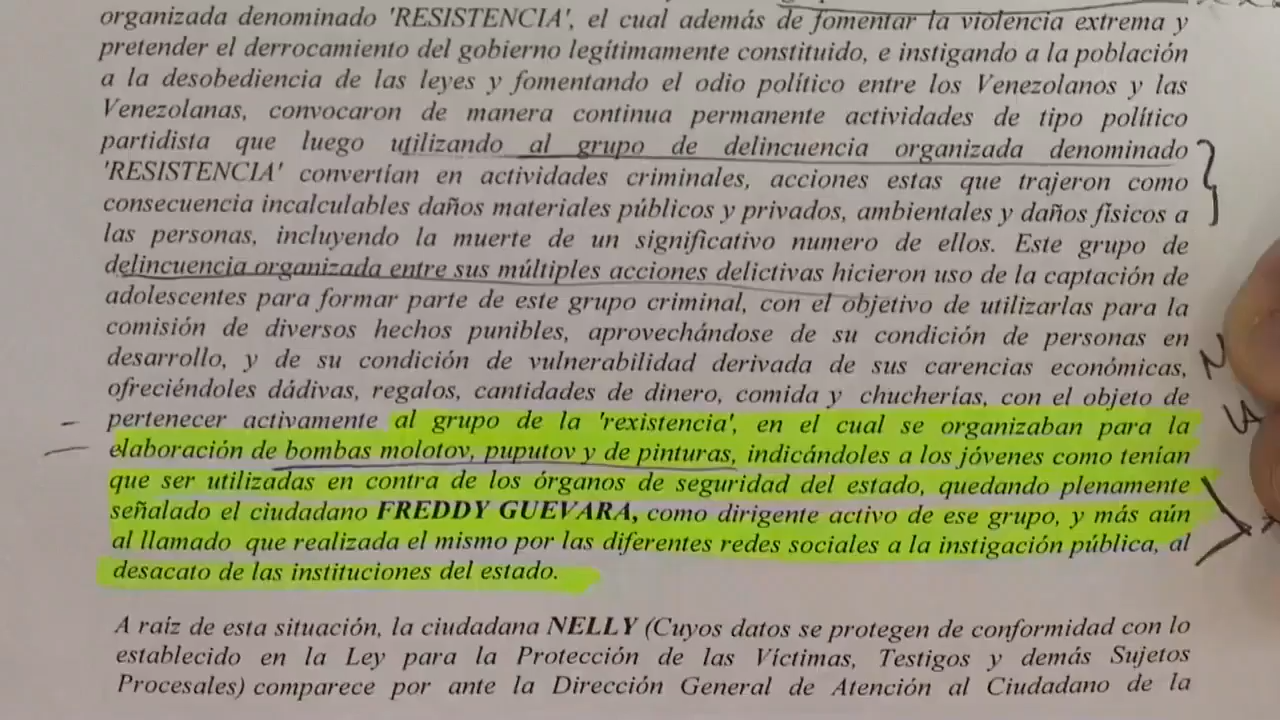 organizada denominado 'RESISTENCIA', el cual además de fomentar la violencia extrema y
pretender el derrocamiento del gobierno legítimamente constituido, e instigando a la población
a la desobediencia de las leyes y fomentando el odio político entre los Venezolanos y las
Venezolanas, convocaron de manera continua permanente actividades de tipo político
partidista que luego utilizando al grupo de delincuencia organizada denominado
'RESISTENCIA' convertían en actividades criminales, acciones estas que trajeron como
consecuencia incalculables daños materiales públicos y privados, ambientales y daños físicos a
las personas, incluyendo la muerte de un significativo numero de ellos. Este grupo de
delincuencia organizada entre sus múltiples acciones delictivas hicieron uso de la captación de
adolescentes para formar parte de este grupo criminal, con el objetivo de utilizarlas para la
comisión de diversos hechos punibles, aprovechándose de su condición de personas en
desarrollo, y de su condición de vulnerabilidad derivada de sus carencias económicas,
ofreciéndoles dádivas, regalos, cantidades de dinero, comida y chucherías, con el objeto de
pertenecer activamente al grupo de la 'rexistencia', en el cual se organizaban para la
elaboración de bombas molotov, puputov y de pinturas, indicándoles a los jóvenes como tenían
que ser utilizadas en contra de los órganos de seguridad del estado, quedando plenamente
señalado el ciudadano FREDDY GUEVARA, como dirigente activo de ese grupo, y más aún
al llamado que realizada el mismo por las diferentes redes sociales a la instigación pública, al
desacato de las instituciones del estado.
A raíz de esta situación, la ciudadana NELLY (Cuyos datos se protegen de conformidad con lo
establecido en la Ley para la Protección de las Víctimas, Testigos y demás Sujetos
Procesales) comparece por ante la Dirección General de Atención al Ciudadano de la